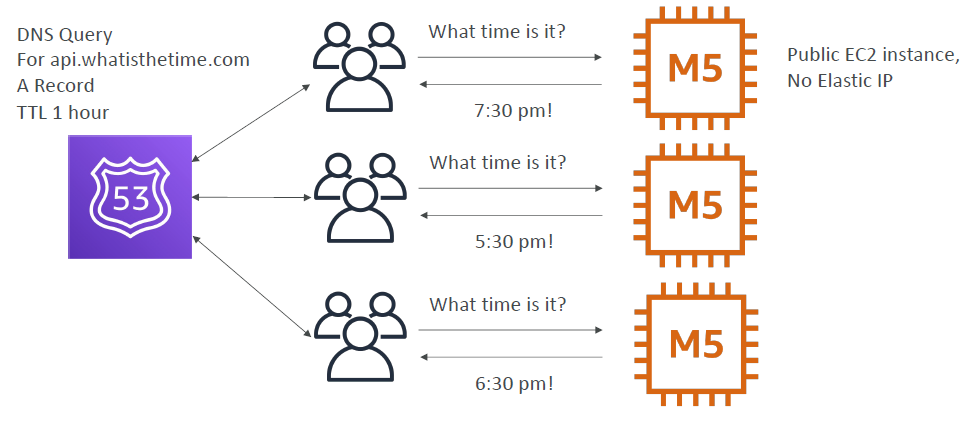 DNS Query
For api.whatisthetime.com
A Record
TTL 1 hour
53
What time is it?
7:30 pm!
M5
Public EC2 instance,
No Elastic IP
What time is it?
5:30 pm!
M5
What time is it?
6:30 pm!
M5